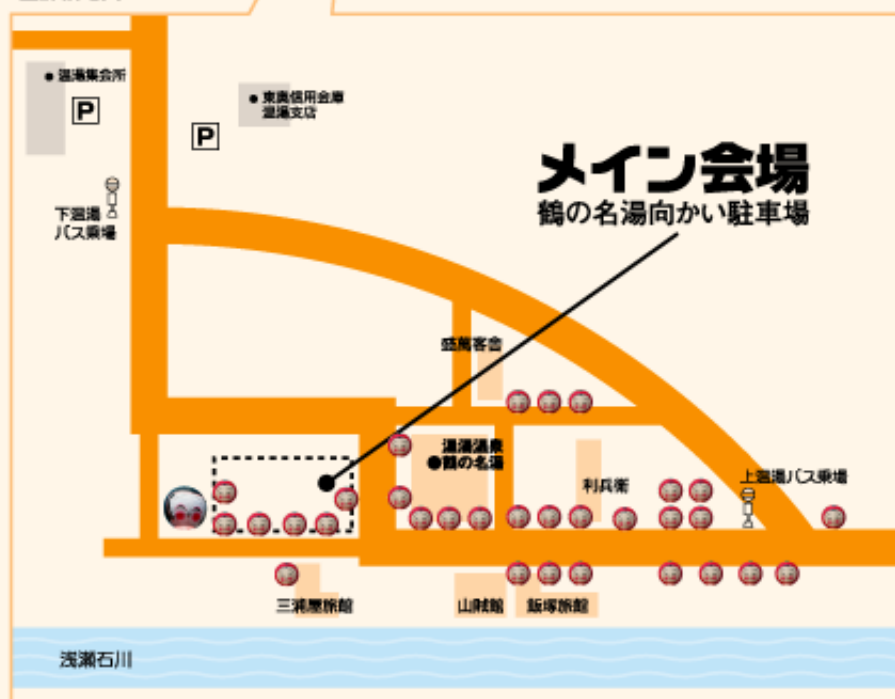 ● 温湯集会所
P
● 東奥信用金庫
温湯支店
P
メイン会場
鶴の名湯向かい駐車場
下温湯
バス乗場
盛萬客舎
温湯温泉
●鶴の名湯
利兵衛
上温湯バス乗場
三浦屋旅館
山賊館
飯塚旅館
浅瀬石川